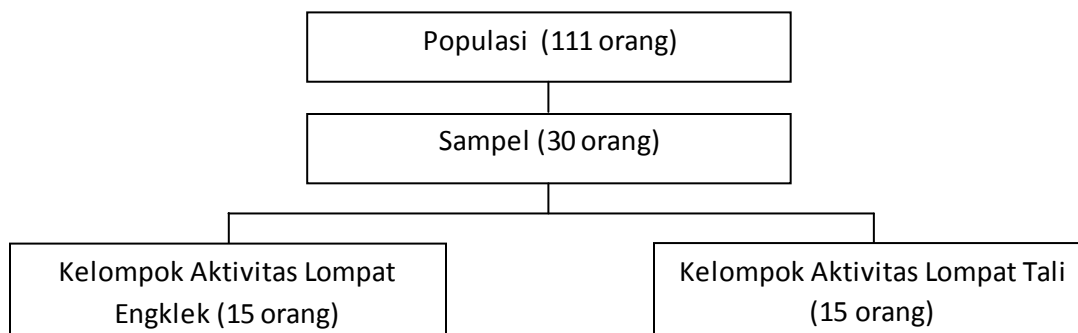 Populasi (111 orang)
Sampel (30 orang)
Kelompok Aktivitas Lompat
Engklek (15 orang)
Kelompok Aktivitas Lompat Tali
(15 orang)